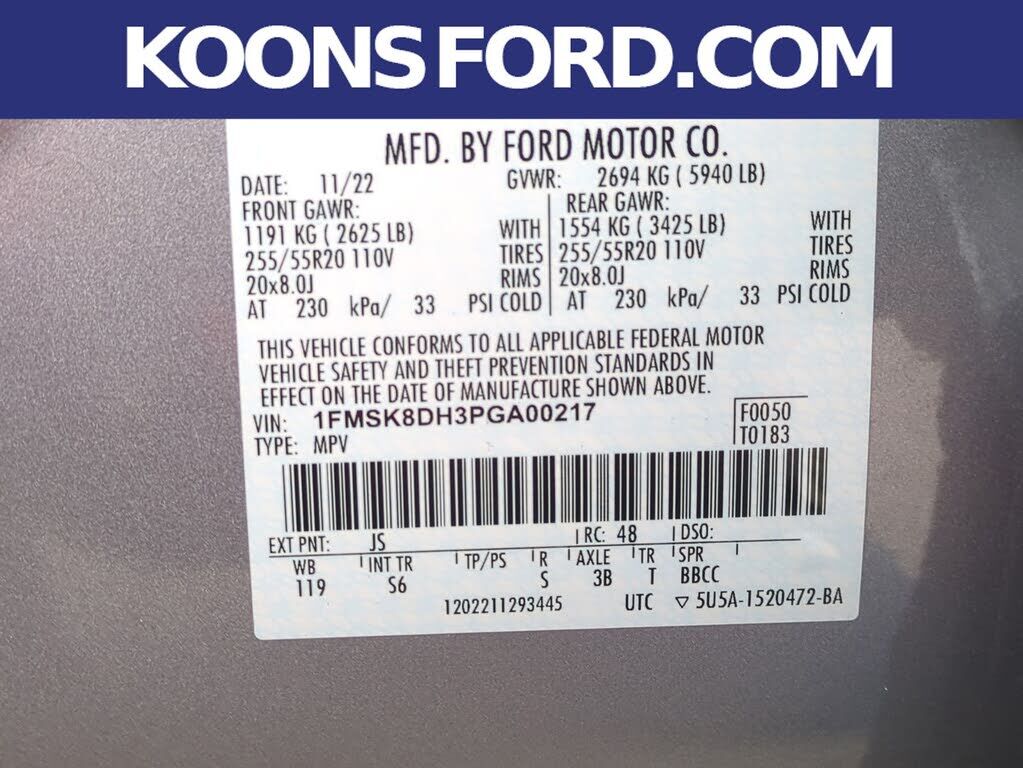 KOONSFORD.COM
MFD. BY FORD MOTOR CO.
DATE: 11/22 GVWR: 2694 KG ( 5940 LB)
FRONT GAWR: REAR GAWR:
1191 KG ( 2625 LB) WITH 1554 KG ( 3425 LB) WITH
255/55R20 110V TIRES 255/55R20 110V TIRES
20x8.0J RIMS 20x8.0J RIMS
AT 230 kPa/ 33 PSI COLD AT 230 kPa/ 33 PSI COLD
THIS VEHICLE CONFORMS TO ALL APPLICABLE FEDERAL MOTOR
VEHICLE SAFETY AND THEFT PREVENTION STANDARDS IN
EFFECT ON THE DATE OF MANUFACTURE SHOWN ABOVE.
VIN: 1FMSK8DH3PGA00217 F0050
TYPE: MPV T0183
EXT PNT: JS RC: 48 DSO:
WB INT TR TP/PS R AXLE TR SPR
119 S6 S 3B T BBCC
1202211293445 UTC ▽ 5U5A-1520472-BA